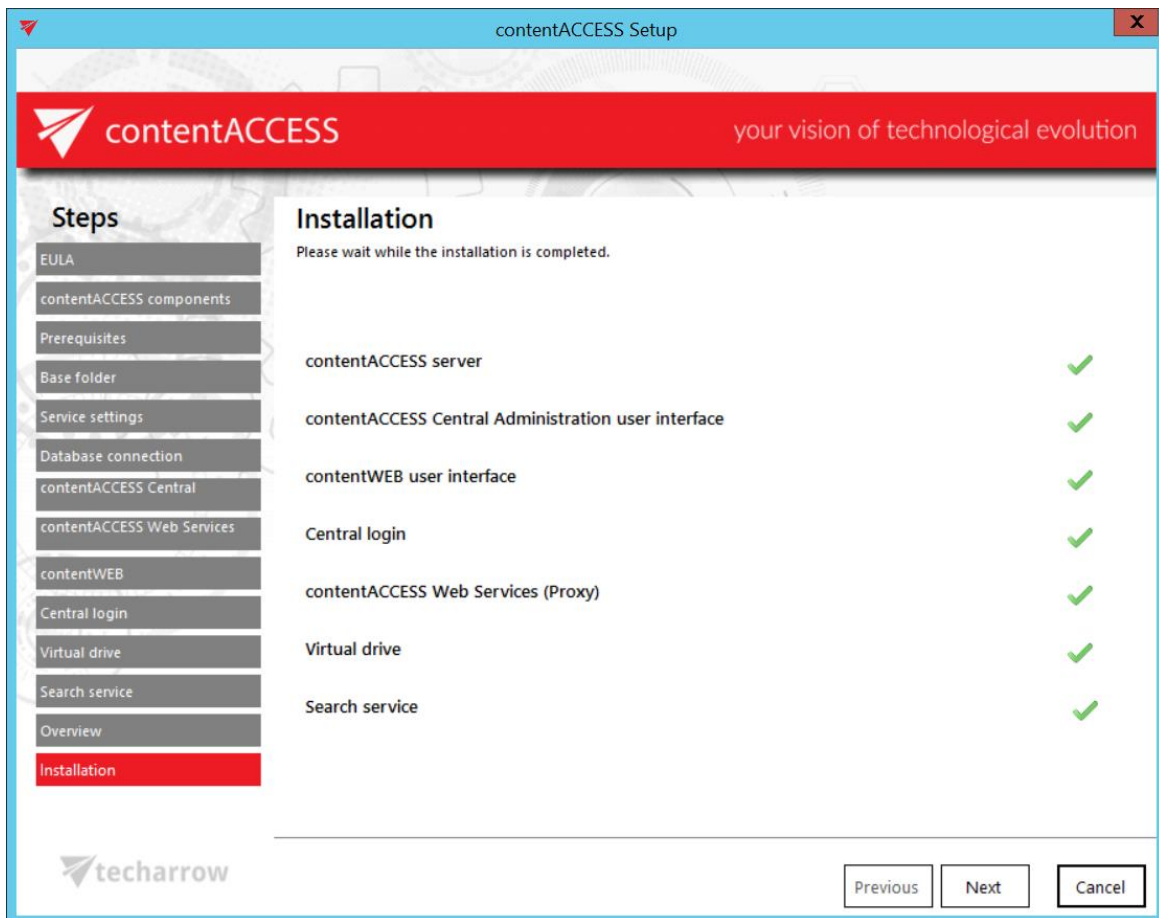 contentACCESS Setup
X
contentACCESS
your vision of technological evolution
Steps
EULA
contentACCESS components
Prerequisites
Base folder
Service settings
Database connection
contentACCESS Central
contentACCESS Web Services
contentWEB
Central login
Virtual drive
Search service
Overview
Installation
Installation
Please wait while the installation is completed.
contentACCESS server
contentACCESS Central Administration user interface
contentWEB user interface
Central login
contentACCESS Web Services (Proxy)
Virtual drive
Search service
techarrow
Previous
Next
Cancel